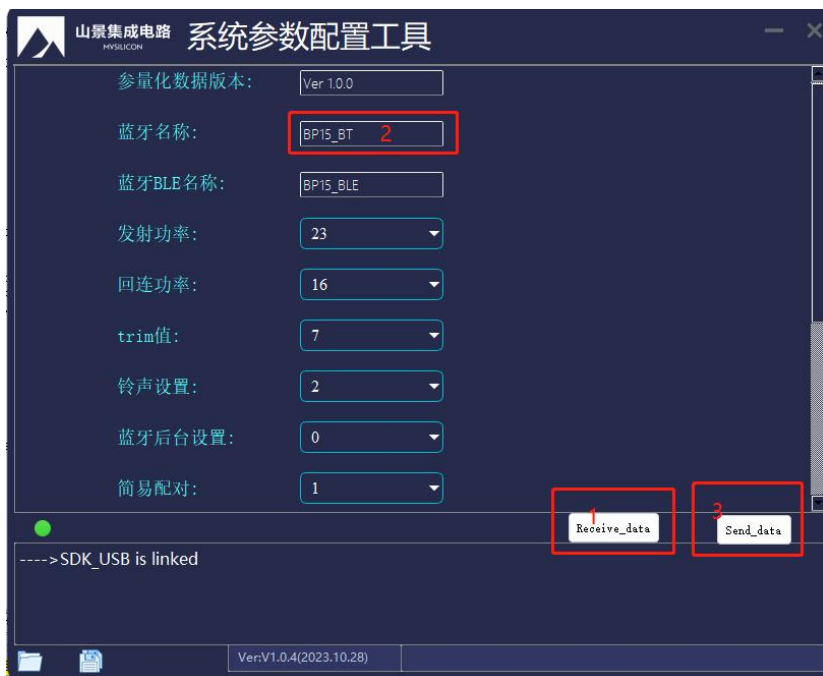 山景集成电路
MVSILICON
系统参数配置工具
参量化数据版本: Ver 1.0.0
蓝牙名称: BP15_BT 2
蓝牙BLE名称: BP15_BLE
发射功率: 23
回连功率: 16
trim值: 7
铃声设置: 2
蓝牙后台设置: 0
简易配对: 1
1 3
Receive_data Send_data
---->SDK_USB is linked
Ver:V1.0.4(2023.10.28)